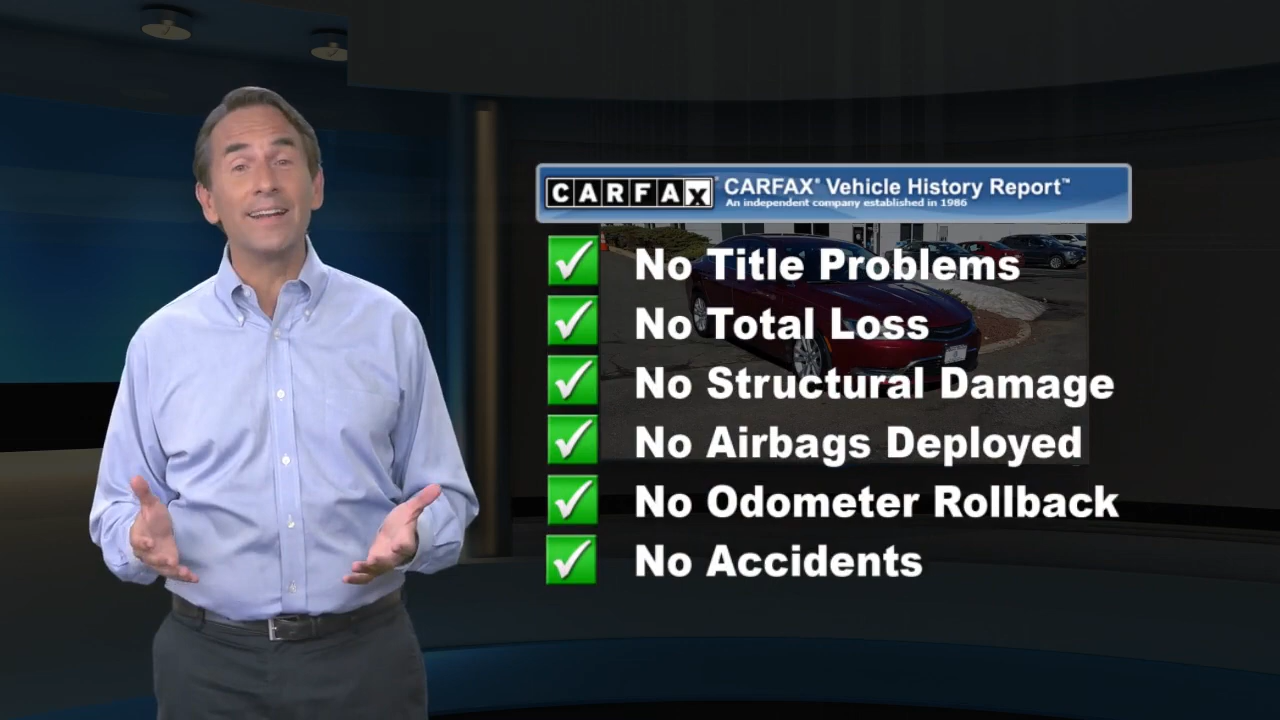 CARFAX
CARFAX® Vehicle History Report™
An independent company established in 1986
No Title Problems
No Total Loss
No Structural Damage
No Airbags Deployed
No Odometer Rollback
No Accidents